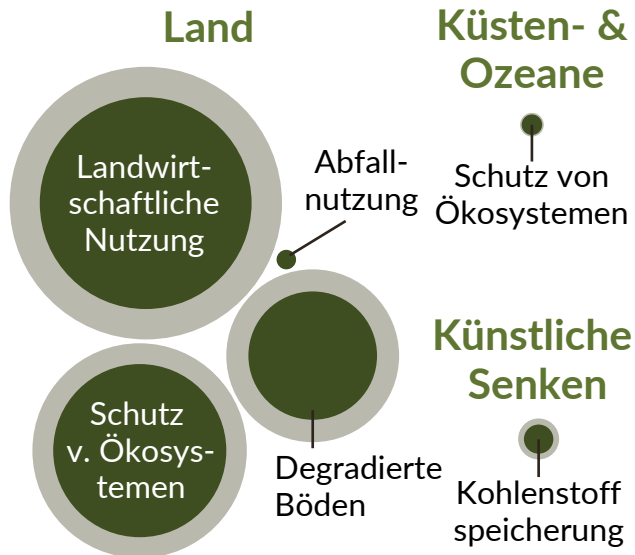 Land
Landwirt-
schaftliche
Nutzung
Abfall-
nutzung
Schutz
v. Ökosys-
temen
Degradierte
Böden
Küsten- &
Ozeane
Schutz von
Ökosystemen
Künstliche
Senken
Kohlenstoff
speicherung